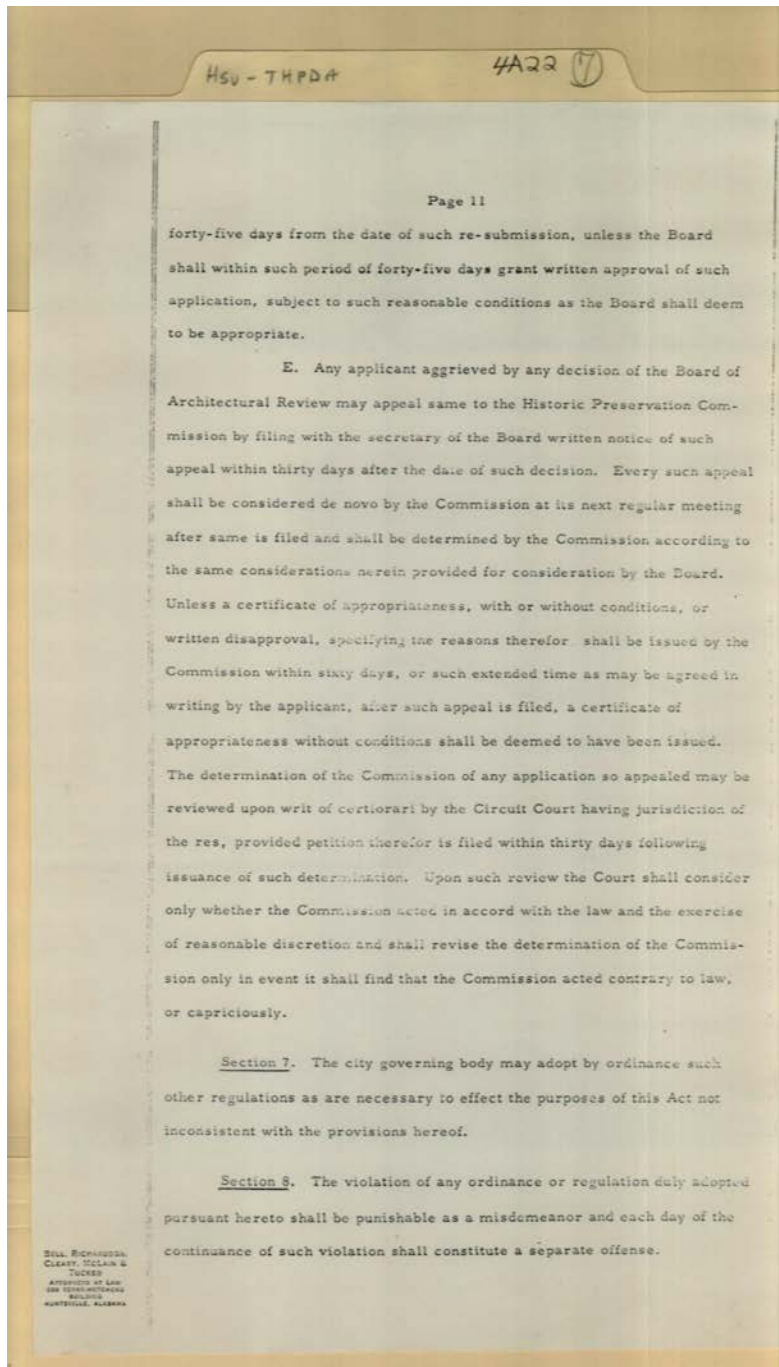 HSV - THPDA
4A22 7
Page 11
forty-five days from the date of such re-submission, unless the Board
shall within such period of forty-five days grant written approval of such
application, subject to such reasonable conditions as the Board shall deem
to be appropriate.
E. Any applicant aggrieved by any decision of the Board of
Architectural Review may appeal same to the Historic Preservation Com-
mission by filing with the secretary of the Board written notice of such
appeal within thirty days after the date of such decision. Every such appeal
shall be considered de novo by the Commission at its next regular meeting
after same is filed and shall be determined by the Commission according to
the same considerations herein provided for consideration by the Board.
Unless a certificate of appropriateness, with or without conditions, or
written disapproval, specifying the reasons therefor shall be issued by the
Commission within sixty days, or such extended time as may be agreed in
writing by the applicant, after such appeal is filed, a certificate of
appropriateness without conditions shall be deemed to have been issued.
The determination of the Commission of any application so appealed may be
reviewed upon writ of certiorari by the Circuit Court having jurisdiction of
the res, provided petition therefor is filed within thirty days following
issuance of such determination. Upon such review the Court shall consider
only whether the Commission acted in accord with the law and the exercise
of reasonable discretion and shall revise the determination of the Commis-
sion only in event it shall find that the Commission acted contrary to law,
or capriciously.
Section 7. The city governing body may adopt by ordinance such
other regulations as are necessary to effect the purposes of this Act not
inconsistent with the provisions hereof.
Section 8. The violation of any ordinance or regulation duly adopted
pursuant hereto shall be punishable as a misdemeanor and each day of the
continuance of such violation shall constitute a separate offense.
BELL, RICHARDSON,
CLEARY, MCLAIN &
TUCKER
ATTORNEYS AT LAW
BUILDING
HUNTSVILLE, ALABAMA